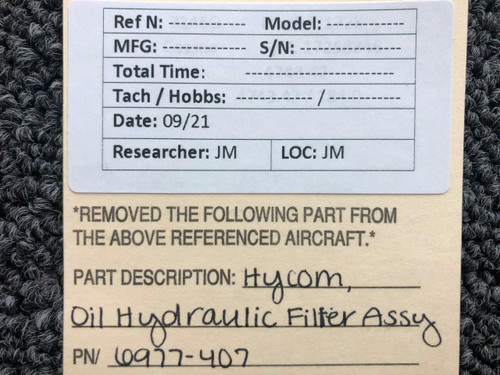 Ref N: -------------- Model: -------------
MFG: --------------- S/N: ---------------
Total Time: ---------------------------
Tach / Hobbs: -------------- / -------------
Date: 09/21
Researcher: JM LOC: JM
*REMOVED THE FOLLOWING PART FROM
THE ABOVE REFERENCED AIRCRAFT.*
PART DESCRIPTION: Hycom,
Oil Hydraulic Filter Assy
PN/ 6977-407